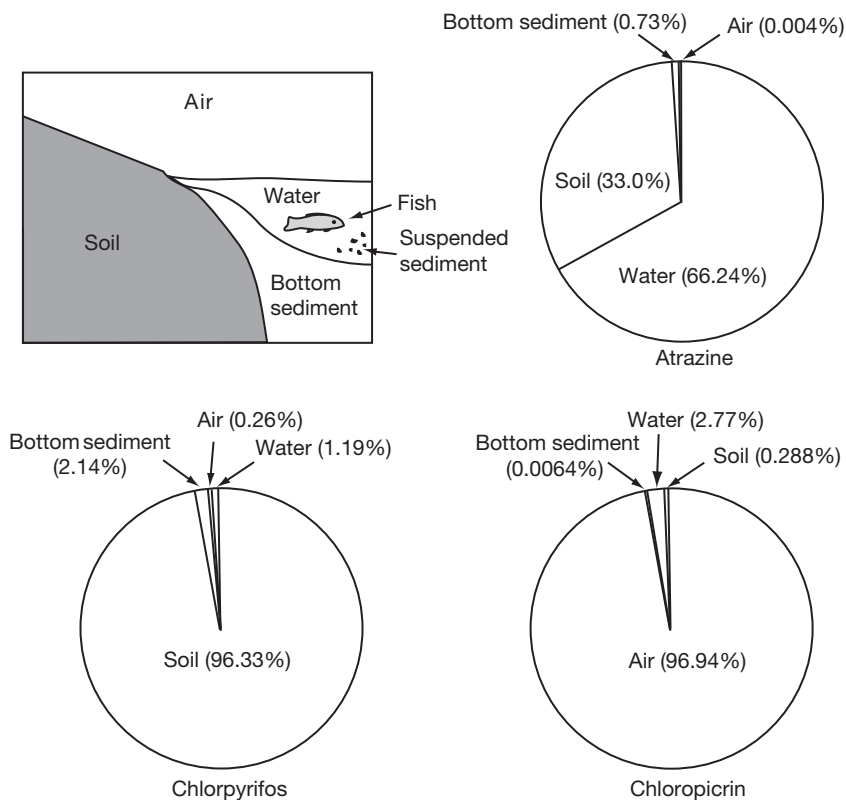 Bottom sediment (0.73%)
Air (0.004%)
Air
Soil (33.0%)
Water
Fish
Soil
Suspended
sediment
Bottom
sediment
Water (66.24%)
Atrazine
Air (0.26%)
Bottom sediment
(2.14%)
Water (1.19%)
Soil (96.33%)
Chlorpyrifos
Water (2.77%)
Bottom sediment
(0.0064%)
Soil (0.288%)
Air (96.94%)
Chloropicrin